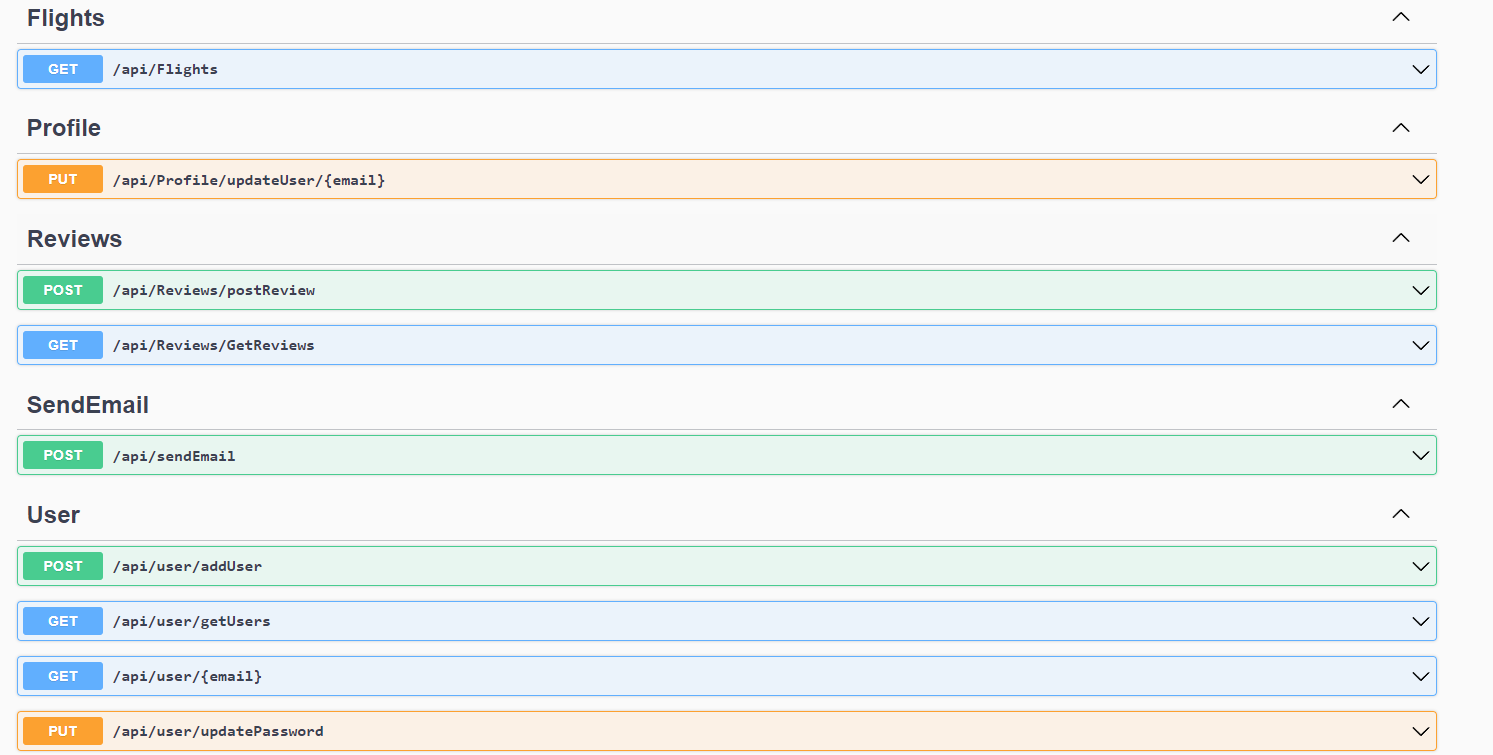 Flights
GET /api/Flights
Profile
PUT /api/Profile/updateUser/{email}
Reviews
POST /api/Reviews/postReview
GET /api/Reviews/GetReviews
SendEmail
POST /api/sendEmail
User
POST /api/user/addUser
GET /api/user/getUsers
GET /api/user/{email}
PUT /api/user/updatePassword